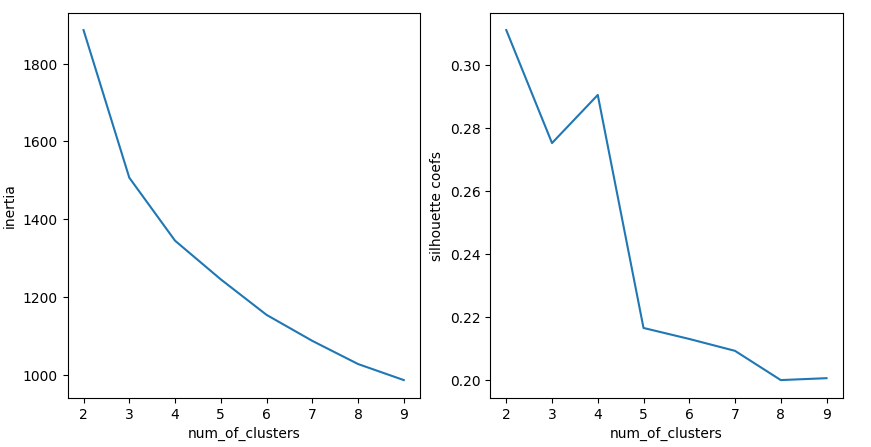 1800
1600
1400
1200
1000
inertia
2 3 4 5 6 7 8 9
num_of_clusters
0.30
0.28
0.26
0.24
0.22
0.20
silhouette coefs
2 3 4 5 6 7 8 9
num_of_clusters